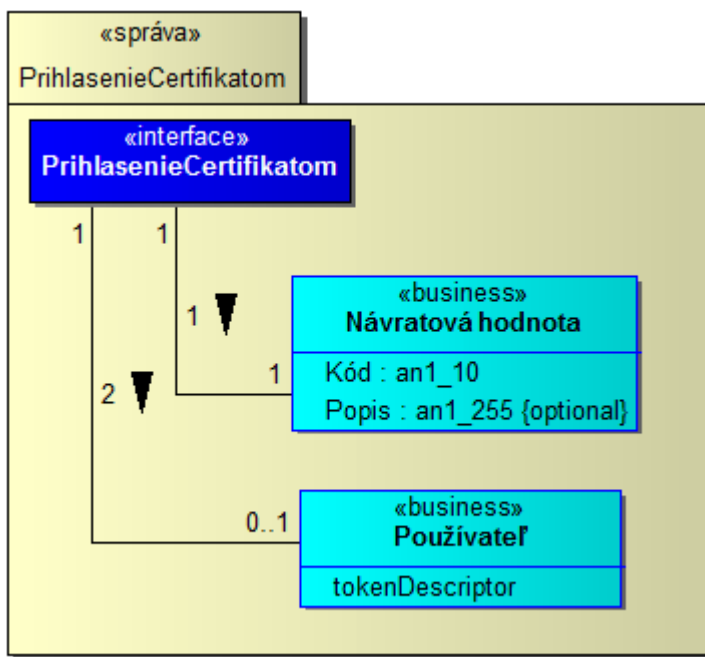 «správa»
PrihlasenieCertifikatom
«interface»
PrihlasenieCertifikatom
1
1
1
«business»
Návratová hodnota
1
Kód : an1_10
Popis : an1_255 {optional}
2
0..1
«business»
Používateľ
tokenDescriptor